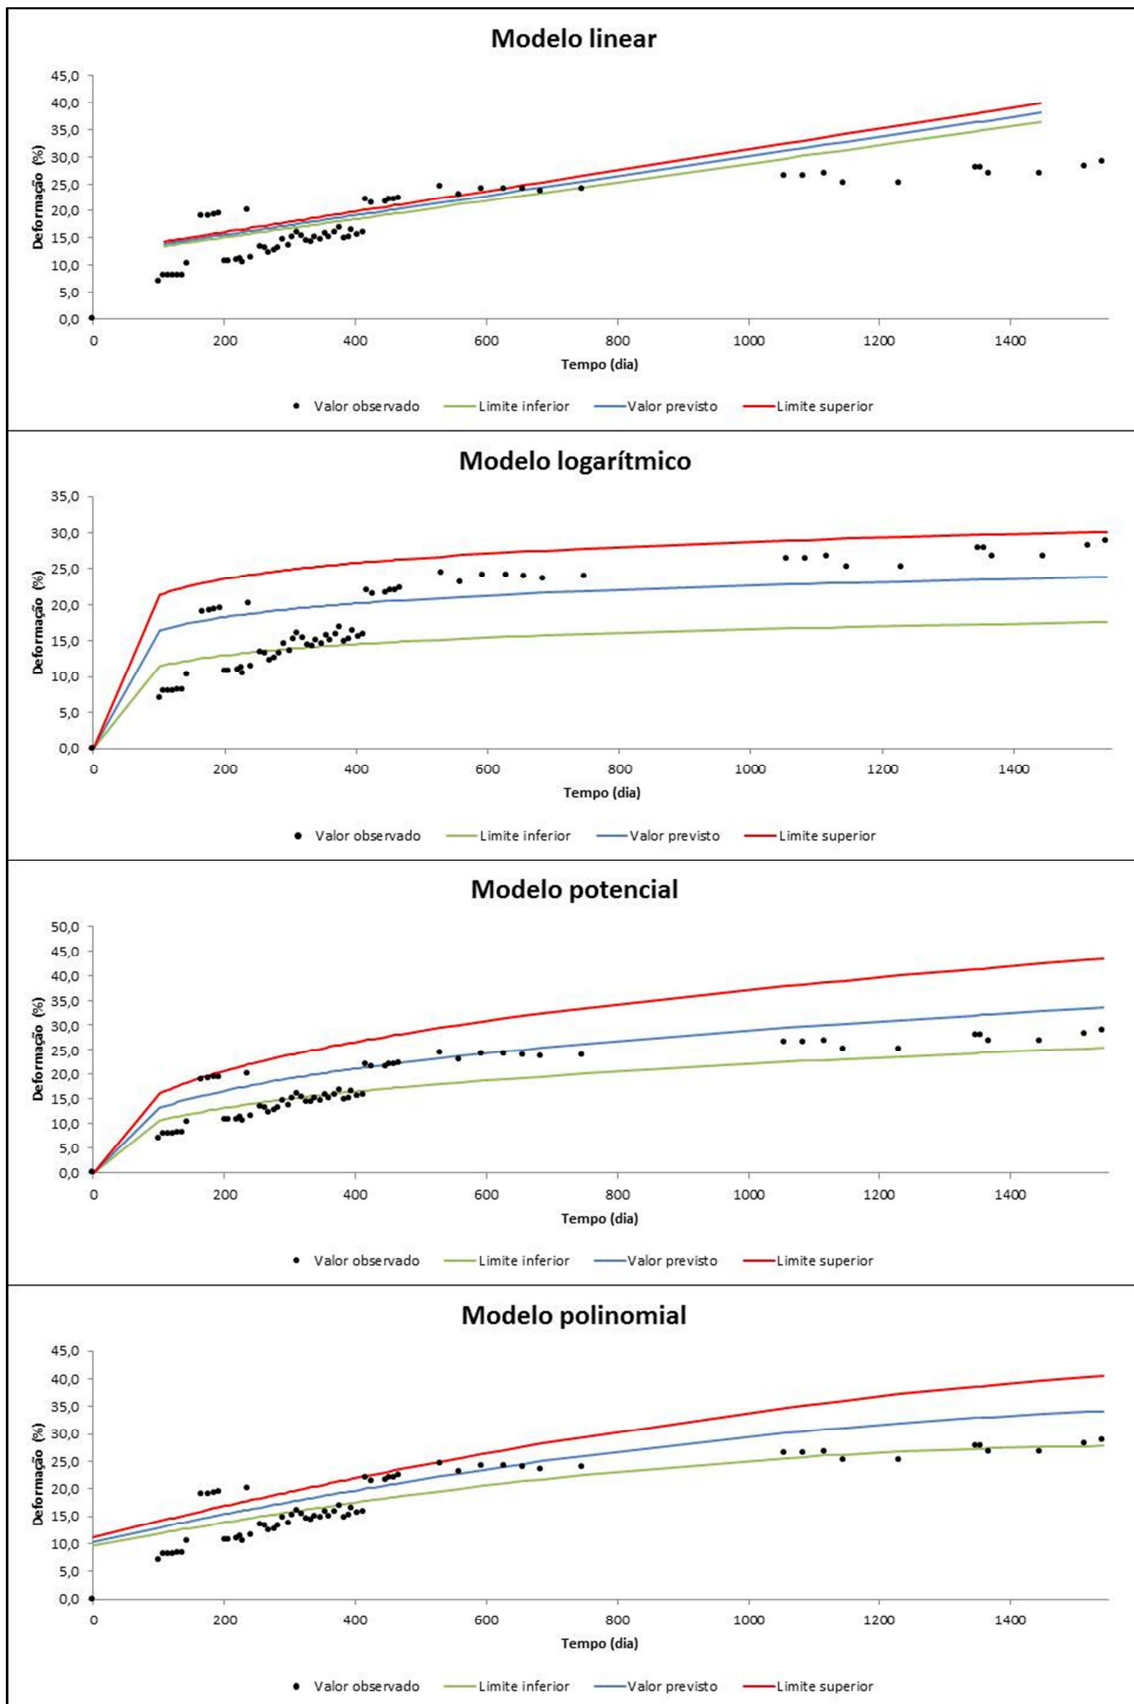 Modelo linear
45,0
40,0
35,0
30,0
25,0
20,0
15,0
10,0
5,0
0,0
Deformação (%)
0 200 400 600 800 1000 1200 1400
Tempo (dia)
Valor observado Limite inferior Valor previsto Limite superior
Modelo logarítmico
35,0
30,0
25,0
20,0
15,0
10,0
5,0
0,0
Deformação (%)
0 200 400 600 800 1000 1200 1400
Tempo (dia)
Valor observado Limite inferior Valor previsto Limite superior
Modelo potencial
50,0
45,0
40,0
35,0
30,0
25,0
20,0
15,0
10,0
5,0
0,0
Deformação (%)
0 200 400 600 800 1000 1200 1400
Tempo (dia)
Valor observado Limite inferior Valor previsto Limite superior
Modelo polinomial
45,0
40,0
35,0
30,0
25,0
20,0
15,0
10,0
5,0
0,0
Deformação (%)
0 200 400 600 800 1000 1200 1400
Tempo (dia)
Valor observado Limite inferior Valor previsto Limite superior